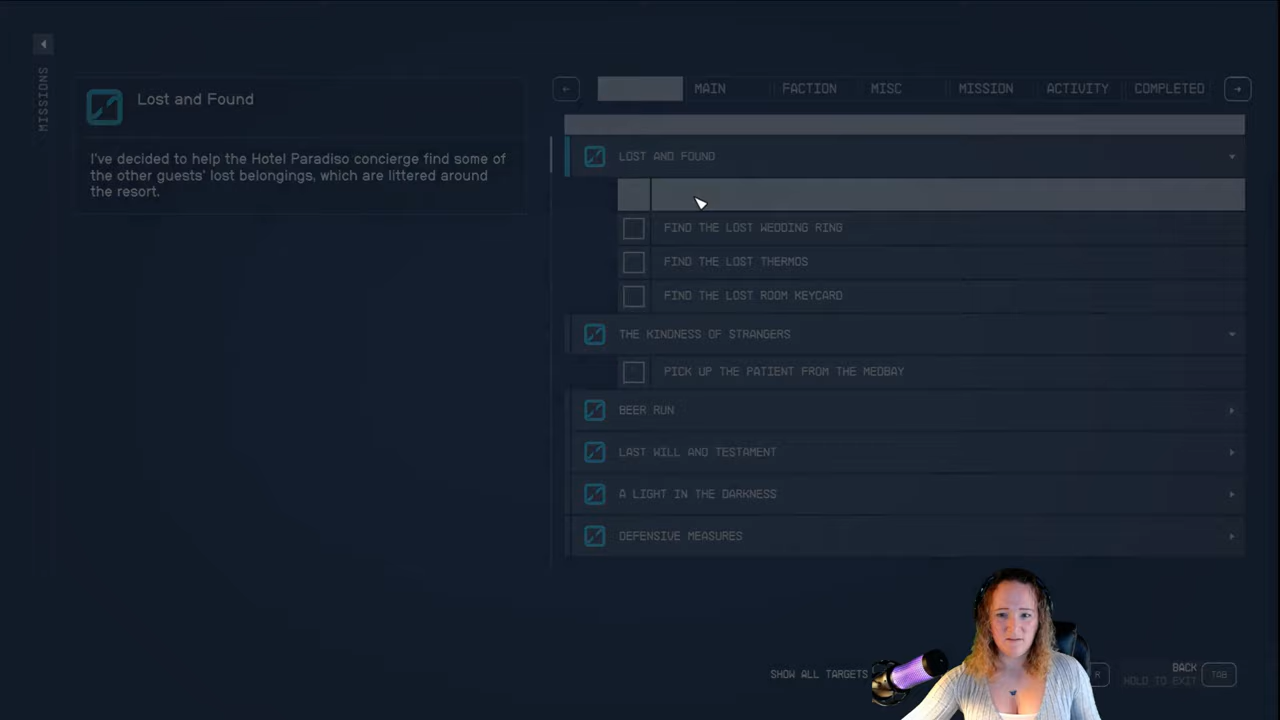 MISSIONS
Lost and Found
I've decided to help the Hotel Paradiso concierge find some of
the other guests' lost belongings, which are littered around
the resort.
MAIN
FACTION
MISC
MISSION
ACTIVITY
COMPLETED
LOST AND FOUND
FIND THE LOST WEDDING RING
FIND THE LOST THERMOS
FIND THE LOST ROOM KEYCARD
THE KINDNESS OF STRANGERS
PICK UP THE PATIENT FROM THE MEDBAY
BEER RUN
LAST WILL AND TESTAMENT
A LIGHT IN THE DARKNESS
DEFENSIVE MEASURES
SHOW ALL TARGETS
R
BACK
HOLD TO EXIT
TAB